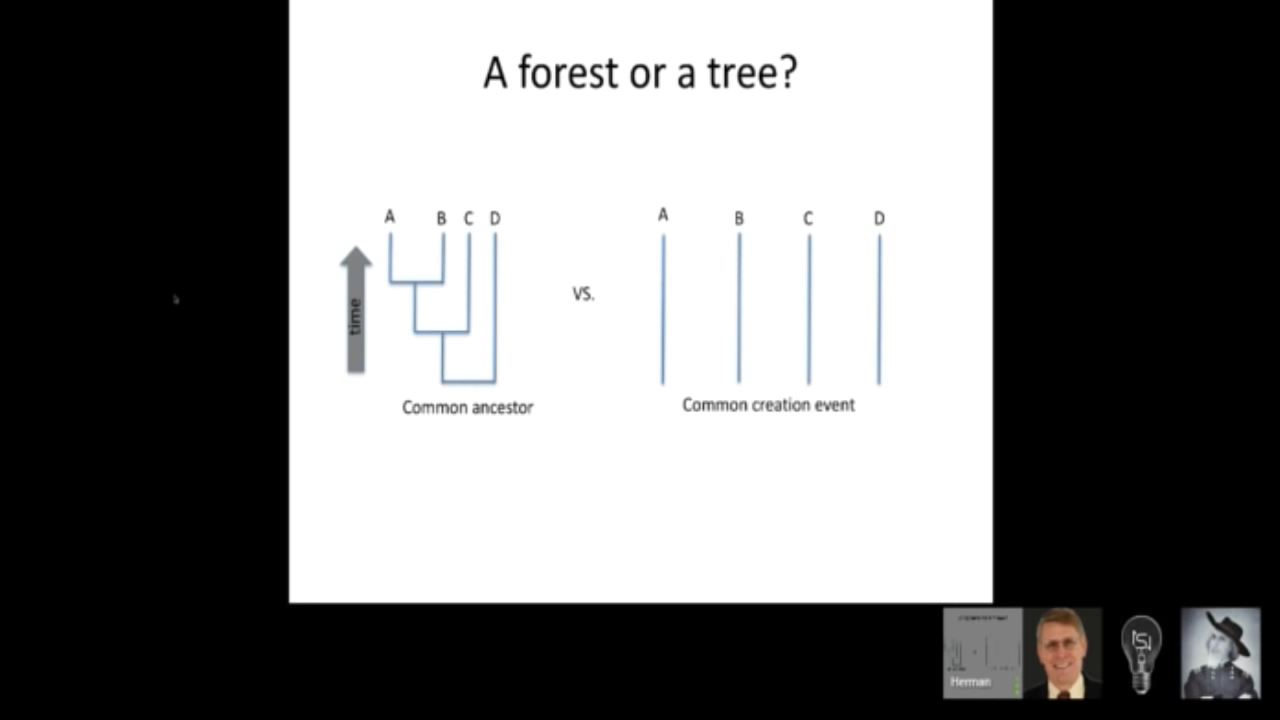 A forest or a tree?
A B C D
A B C D
time
VS.
Common ancestor
Common creation event
Herman